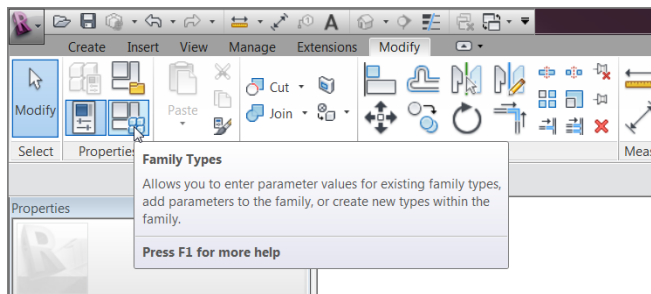 Create Insert View Manage Extensions Modify
Cut
Modify
Paste
Join
Select Properties
Meas
Family Types
Allows you to enter parameter values for existing family types,
add parameters to the family, or create new types within the
family.
Properties
Press F1 for more help